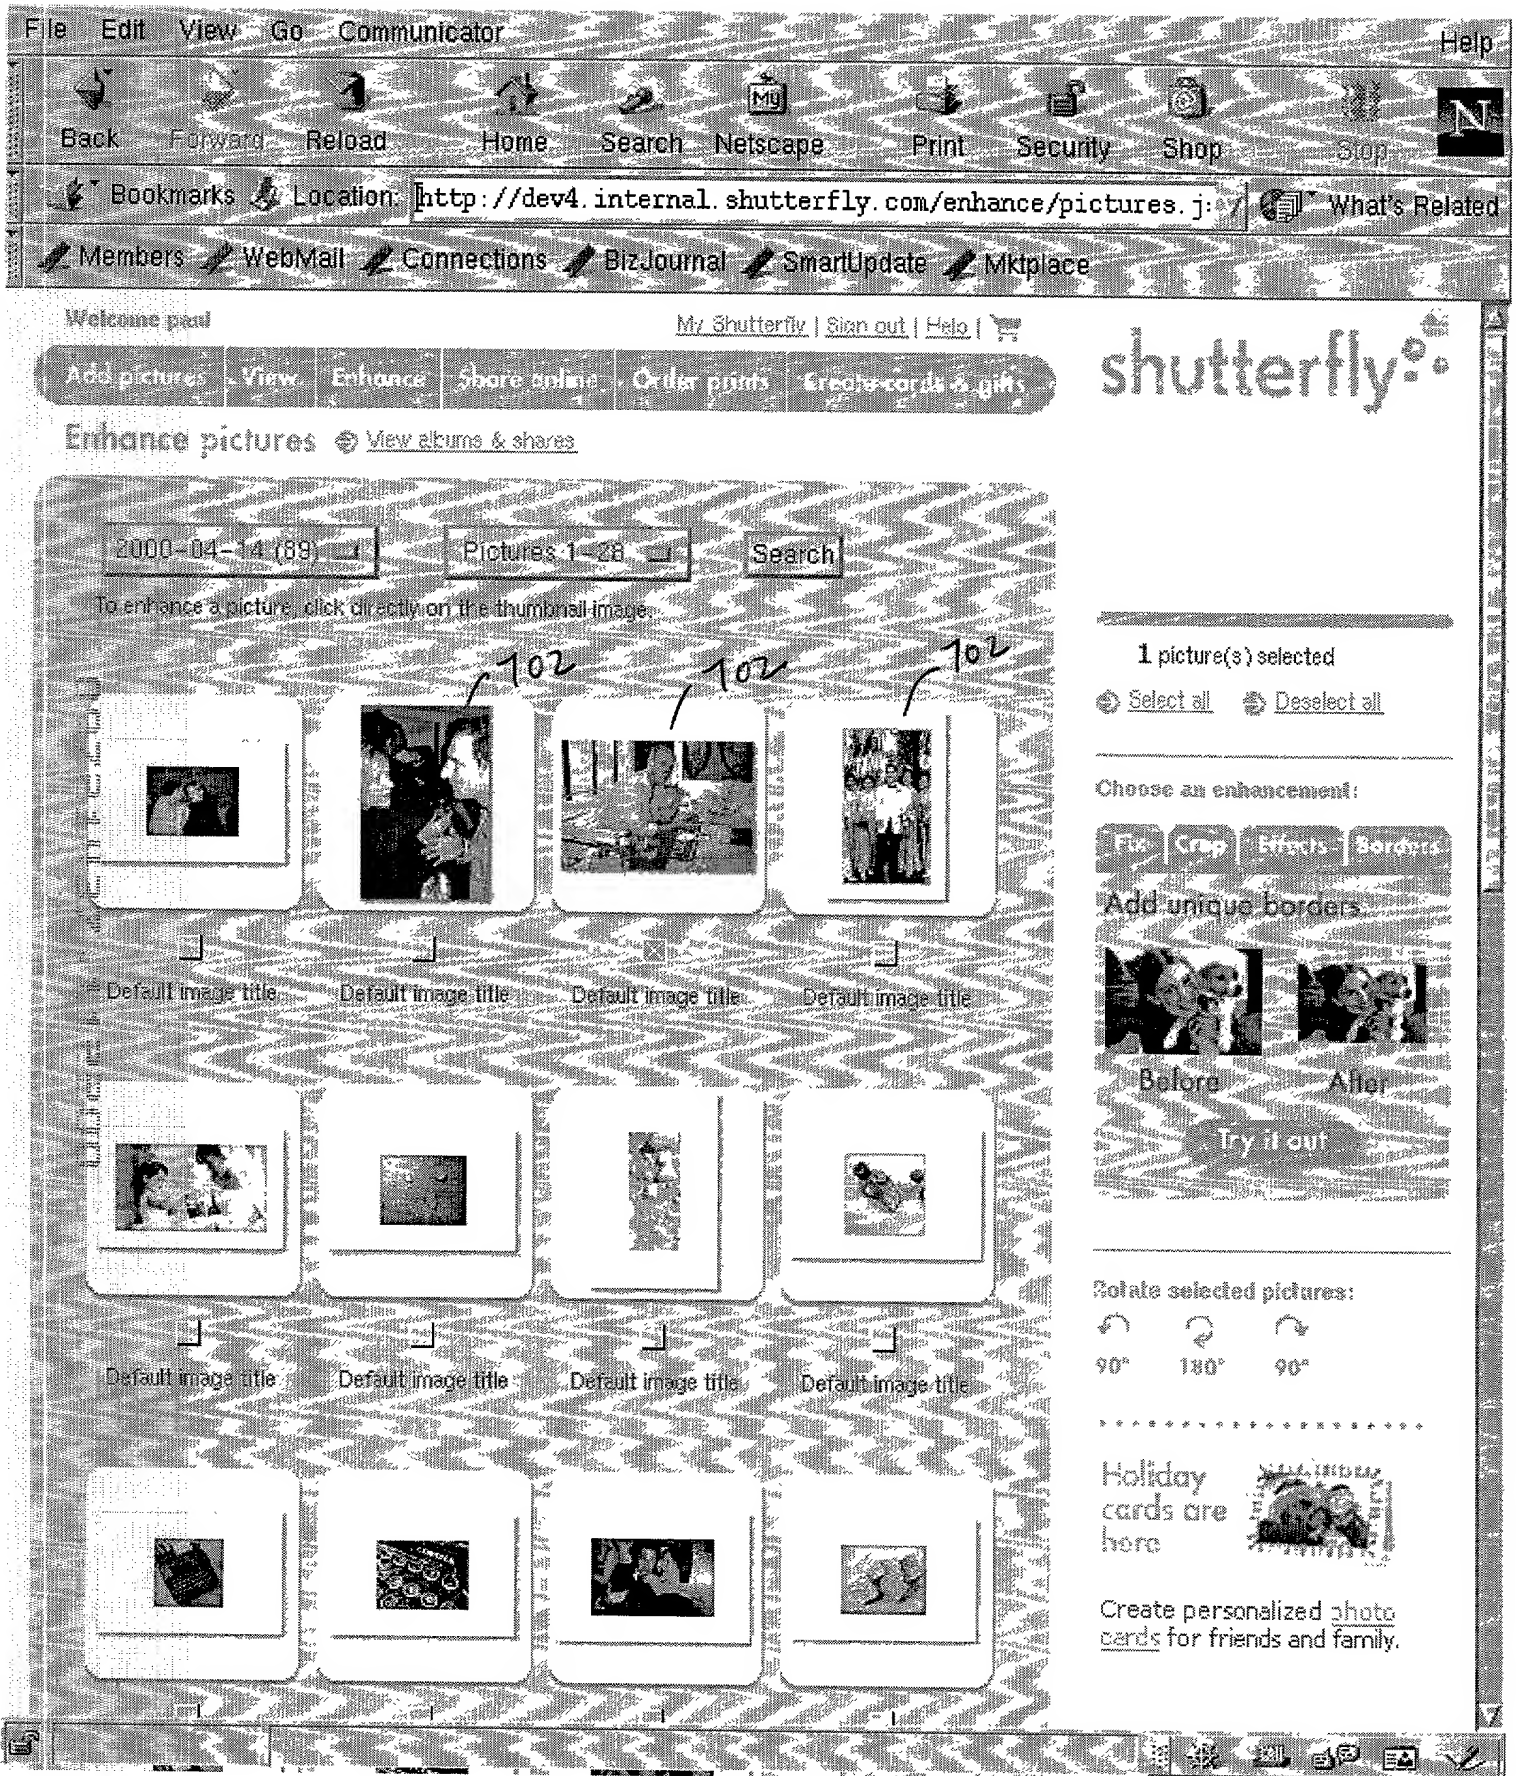 File Edit View Go Communicator Help
Back Forward Reload Home Search Netscape Print Security Shop Stop
My
N
Bookmarks Location: http://dev4.internal.shutterfly.com/enhance/pictures.j: What's Related
Members WebMail Connections BizJournal SmartUpdate Mktplace
Welcome paul
My Shutterfly | Sign out | Help |
shutterfly
Add pictures View Enhance Share online Order prints Create cards & gifts
Enhance pictures View albums & shares
2000-04-14 (89) Pictures 1-28 Search
To enhance a picture, click directly on the thumbnail image.
102 102 102
1 picture(s) selected
Select all Deselect all
Choose an enhancement:
Fix Crop Effects Borders
Add unique borders
Before After
Try it out
Default image title Default image title Default image title Default image title
Default image title Default image title Default image title Default image title
Rotate selected pictures:
90° 180° 90°
Holiday
cards are
here
Create personalized photo
cards for friends and family.